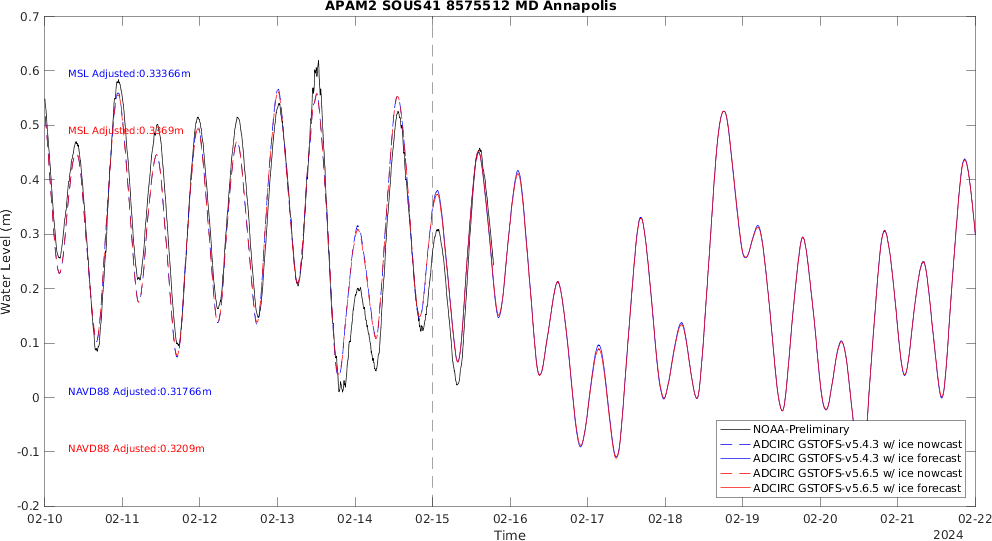 APAM2 SOUS41 8575512 MD Annapolis
0.7
0.6
0.5
0.4
0.3
0.2
0.1
0
-0.1
-0.2
Water Level (m)
MSL Adjusted:0.33366m
MSL Adjusted:0.3369m
NAVD88 Adjusted:0.31766m
NAVD88 Adjusted:0.3209m
NOAA-Preliminary
ADCIRC GSTOFS-v5.4.3 w/ ice nowcast
ADCIRC GSTOFS-v5.4.3 w/ ice forecast
ADCIRC GSTOFS-v5.6.5 w/ ice nowcast
ADCIRC GSTOFS-v5.6.5 w/ ice forecast
02-10 02-11 02-12 02-13 02-14 02-15 02-16 02-17 02-18 02-19 02-20 02-21 02-22
Time
2024